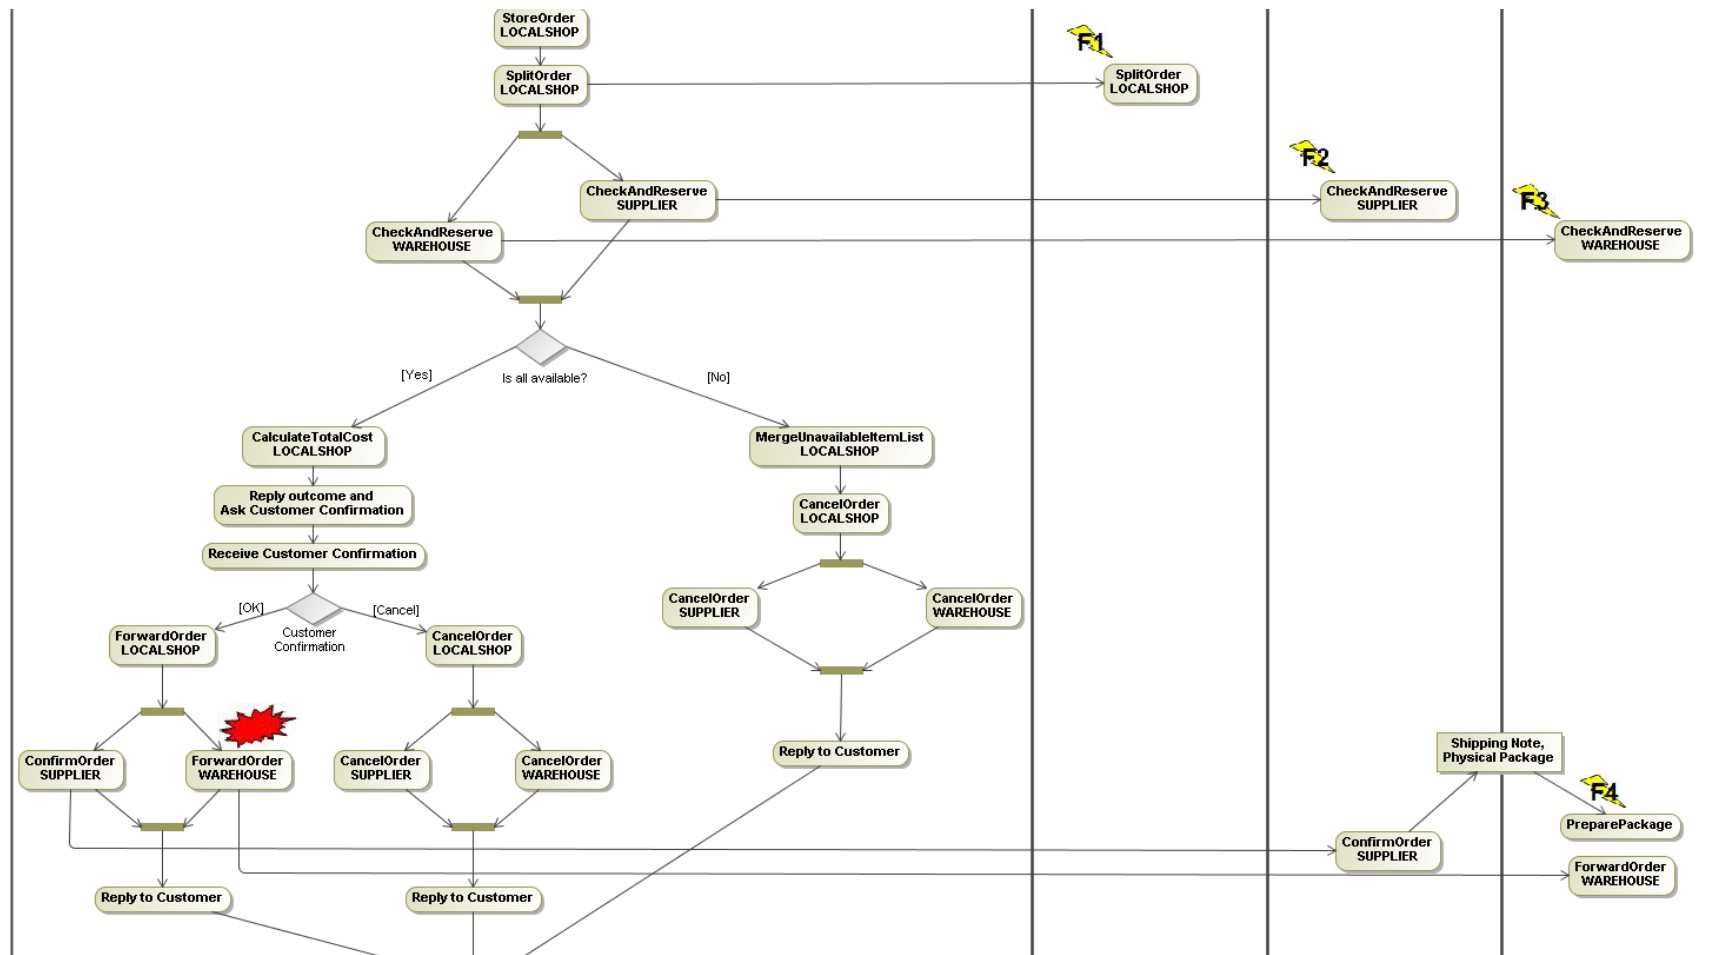 StoreOrder
LOCALSHOP
F1
SplitOrder
LOCALSHOP
SplitOrder
LOCALSHOP
F2
CheckAndReserve
SUPPLIER
CheckAndReserve
SUPPLIER
F3
CheckAndReserve
WAREHOUSE
CheckAndReserve
WAREHOUSE
[Yes]
Is all available?
[No]
CalculateTotalCost
LOCALSHOP
MergeUnavailableItemList
LOCALSHOP
Reply outcome and
Ask Customer Confirmation
CancelOrder
LOCALSHOP
Receive Customer Confirmation
CancelOrder
SUPPLIER
CancelOrder
WAREHOUSE
[OK]
[Cancel]
Customer
Confirmation
ForwardOrder
LOCALSHOP
CancelOrder
LOCALSHOP
ConfirmOrder
SUPPLIER
ForwardOrder
WAREHOUSE
CancelOrder
SUPPLIER
CancelOrder
WAREHOUSE
Reply to Customer
Shipping Note,
Physical Package
F4
PreparePackage
ConfirmOrder
SUPPLIER
ForwardOrder
WAREHOUSE
Reply to Customer
Reply to Customer